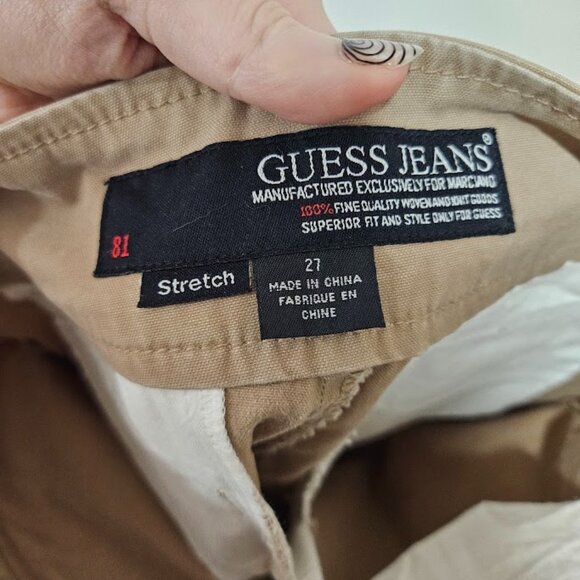 GUESS JEANS®
MANUFACTURED EXCLUSIVELY FOR MARCIANO
100% FINE QUALITY WOVEN AND KNIT GOODS
SUPERIOR FIT AND STYLE ONLY FOR GUESS
81
Stretch
27
MADE IN CHINA
FABRIQUE EN
CHINE